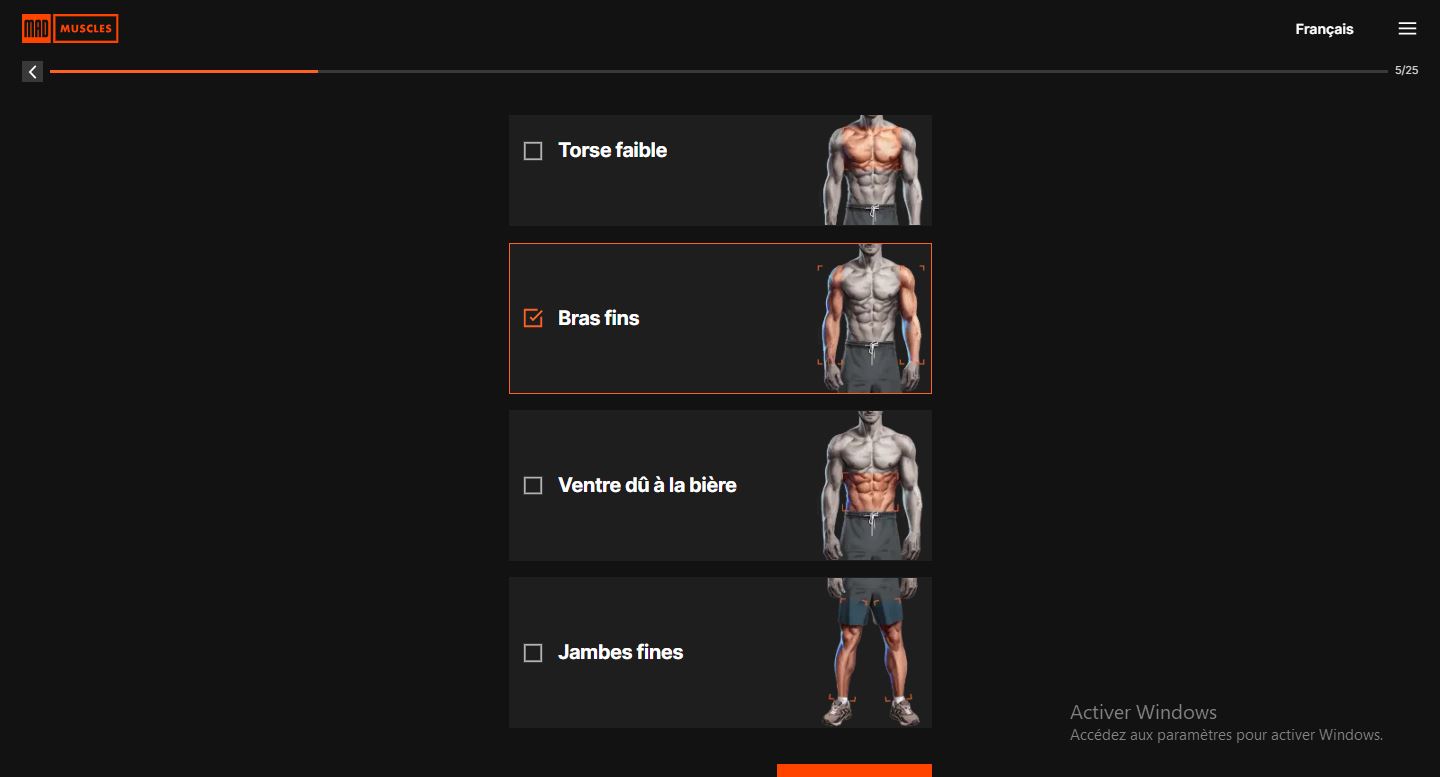 MAD MUSCLES
Français
5/25
Torse faible
Bras fins
Ventre dû à la bière
Jambes fines
Activer Windows
Accédez aux paramètres pour activer Windows.